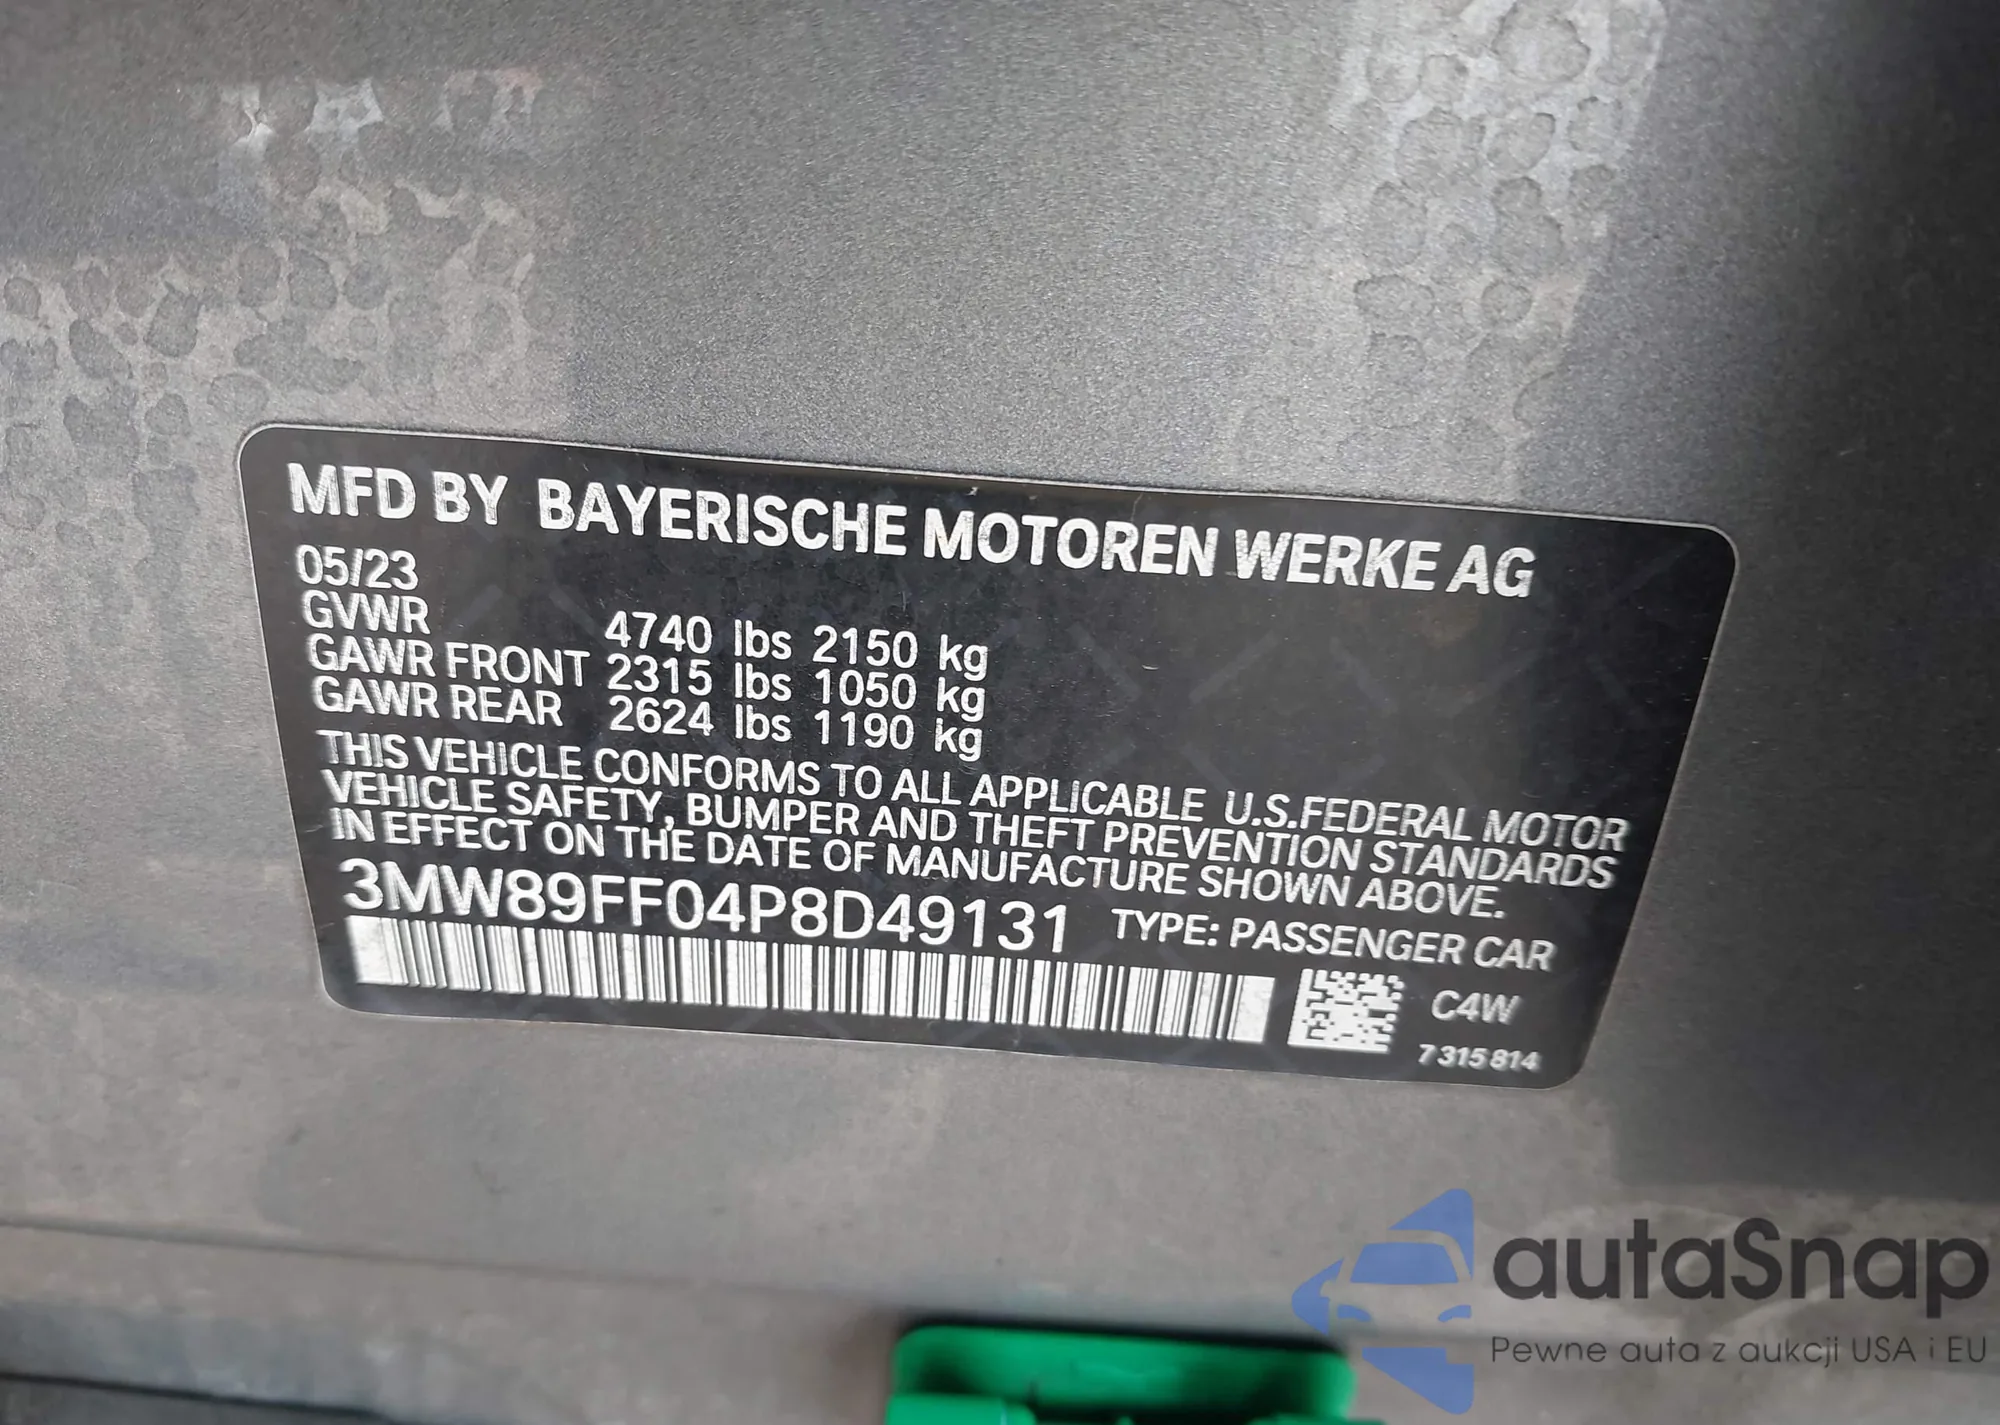 MFD BY BAYERISCHE MOTOREN WERKE AG
05/23
GVWR 4740 lbs 2150 kg
GAWR FRONT 2315 lbs 1050 kg
GAWR REAR 2624 lbs 1190 kg
THIS VEHICLE CONFORMS TO ALL APPLICABLE U.S.FEDERAL MOTOR
VEHICLE SAFETY, BUMPER AND THEFT PREVENTION STANDARDS
IN EFFECT ON THE DATE OF MANUFACTURE SHOWN ABOVE.
3MW89FF04P8D49131 TYPE: PASSENGER CAR
C4W
7 315 814
autaSnap
Pewne auta z aukcji USA i EU